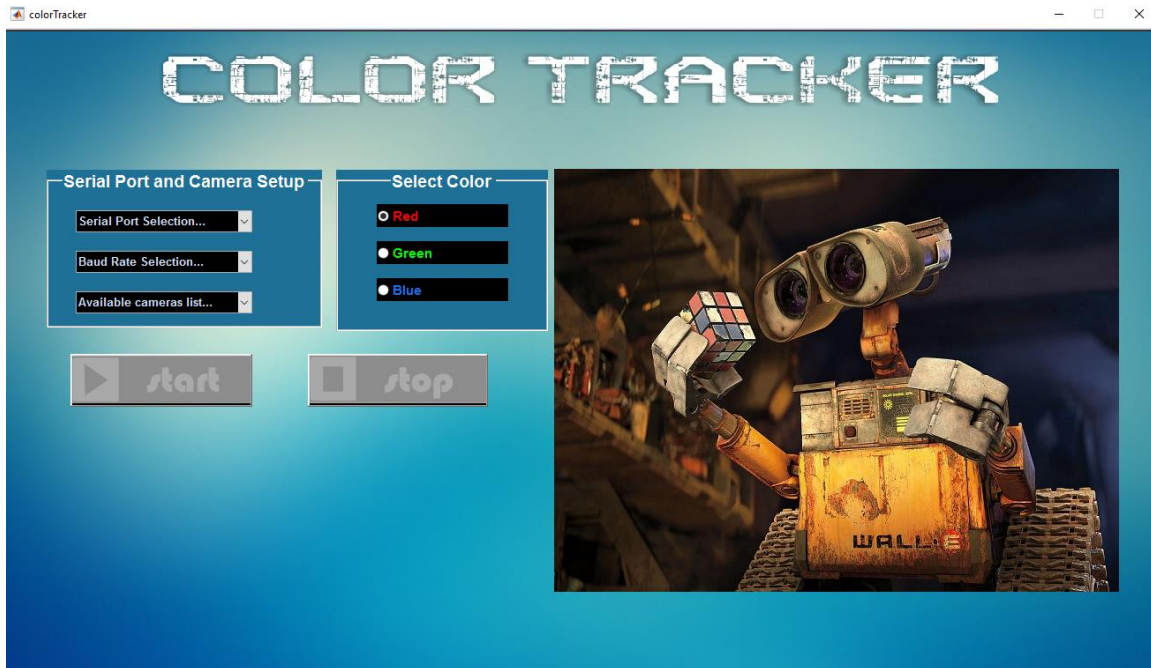 colorTracker
COLOR TRACKER
Serial Port and Camera Setup
Serial Port Selection...
Baud Rate Selection...
Available cameras list...
Select Color
Red
Green
Blue
start
stop
WALL·E